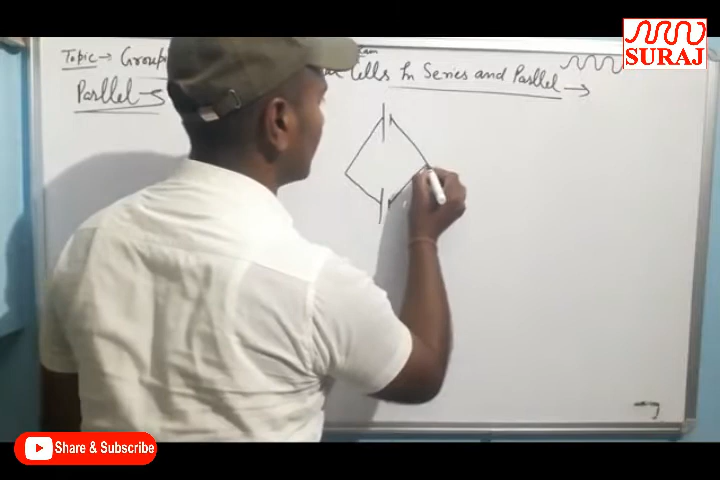 Topic→ Group
Cells In Series and Parllel →
Parllel→
SURAJ
Share & Subscribe